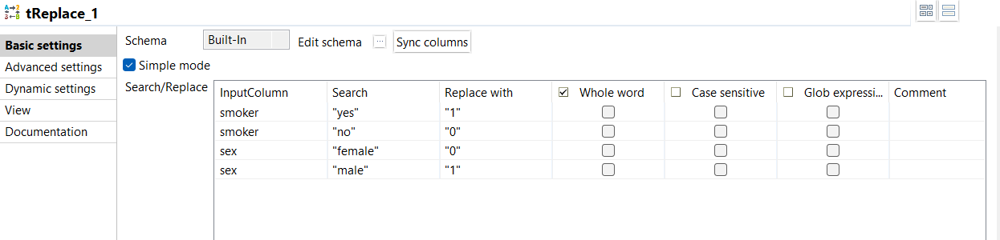 tReplace_1
Basic settings
Advanced settings
Dynamic settings
View
Documentation
Schema Built-In Edit schema ... Sync columns
Simple mode
Search/Replace
InputColumn Search Replace with Whole word Case sensitive Glob expressi... Comment
smoker "yes" "1"
smoker "no" "0"
sex "female" "0"
sex "male" "1"